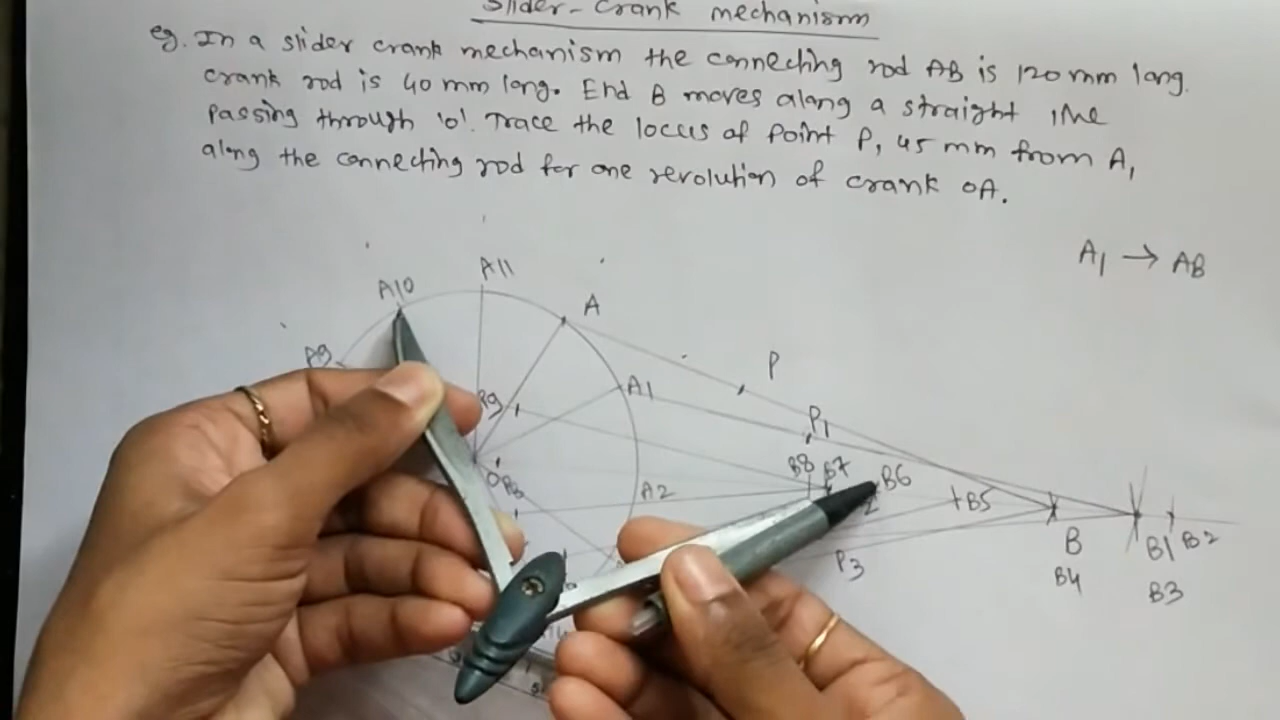 Slider-Crank mechanism
eg. In a slider crank mechanism the connecting rod AB is 120 mm long.
crank rod is 40 mm long. End B moves along a straight line
passing through 'O'. Trace the locus of point P, 45 mm from A,
along the connecting rod for one revolution of crank OA.
A1 → AB
A11
A10
A
A9
P
A1
P9
P1
B8 B7 B6
O P8
A2
B5
B B1 B2
P3
B4 B3